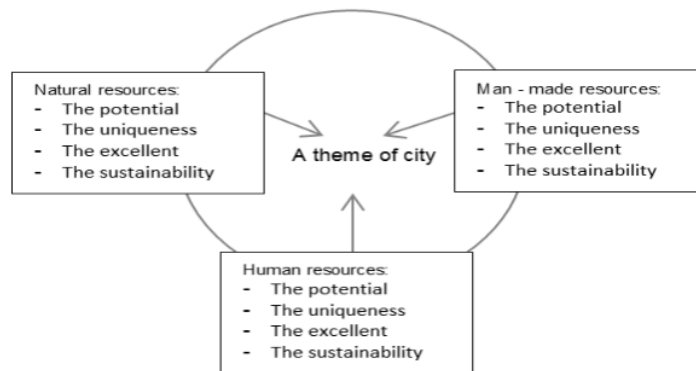 Natural resources:
- The potential
- The uniqueness
- The excellent
- The sustainability
Man - made resources:
- The potential
- The uniqueness
- The excellent
- The sustainability
A theme of city
Human resources:
- The potential
- The uniqueness
- The excellent
- The sustainability